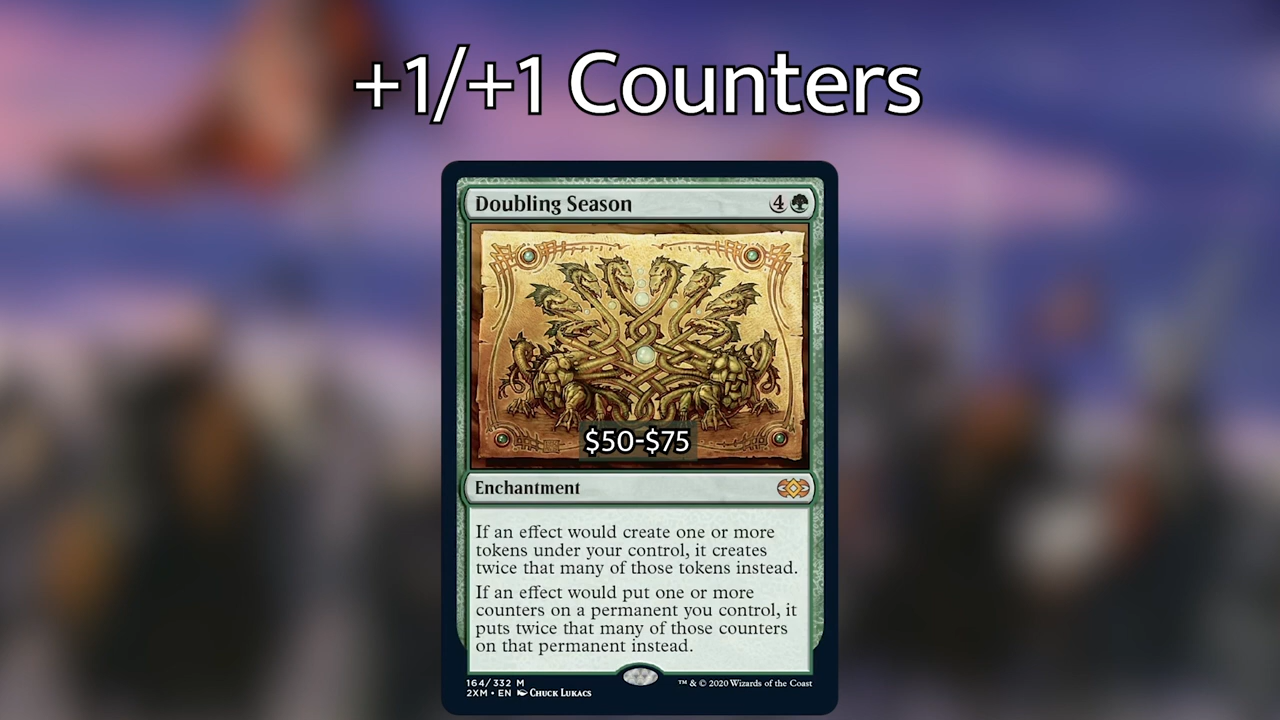 +1/+1 Counters
Doubling Season 4
$50-$75
Enchantment
If an effect would create one or more
tokens under your control, it creates
twice that many of those tokens instead.
If an effect would put one or more
counters on a permanent you control, it
puts twice that many of those counters
on that permanent instead.
164/332 M
2XM • EN Chuck Lukacs
™ & © 2020 Wizards of the Coast